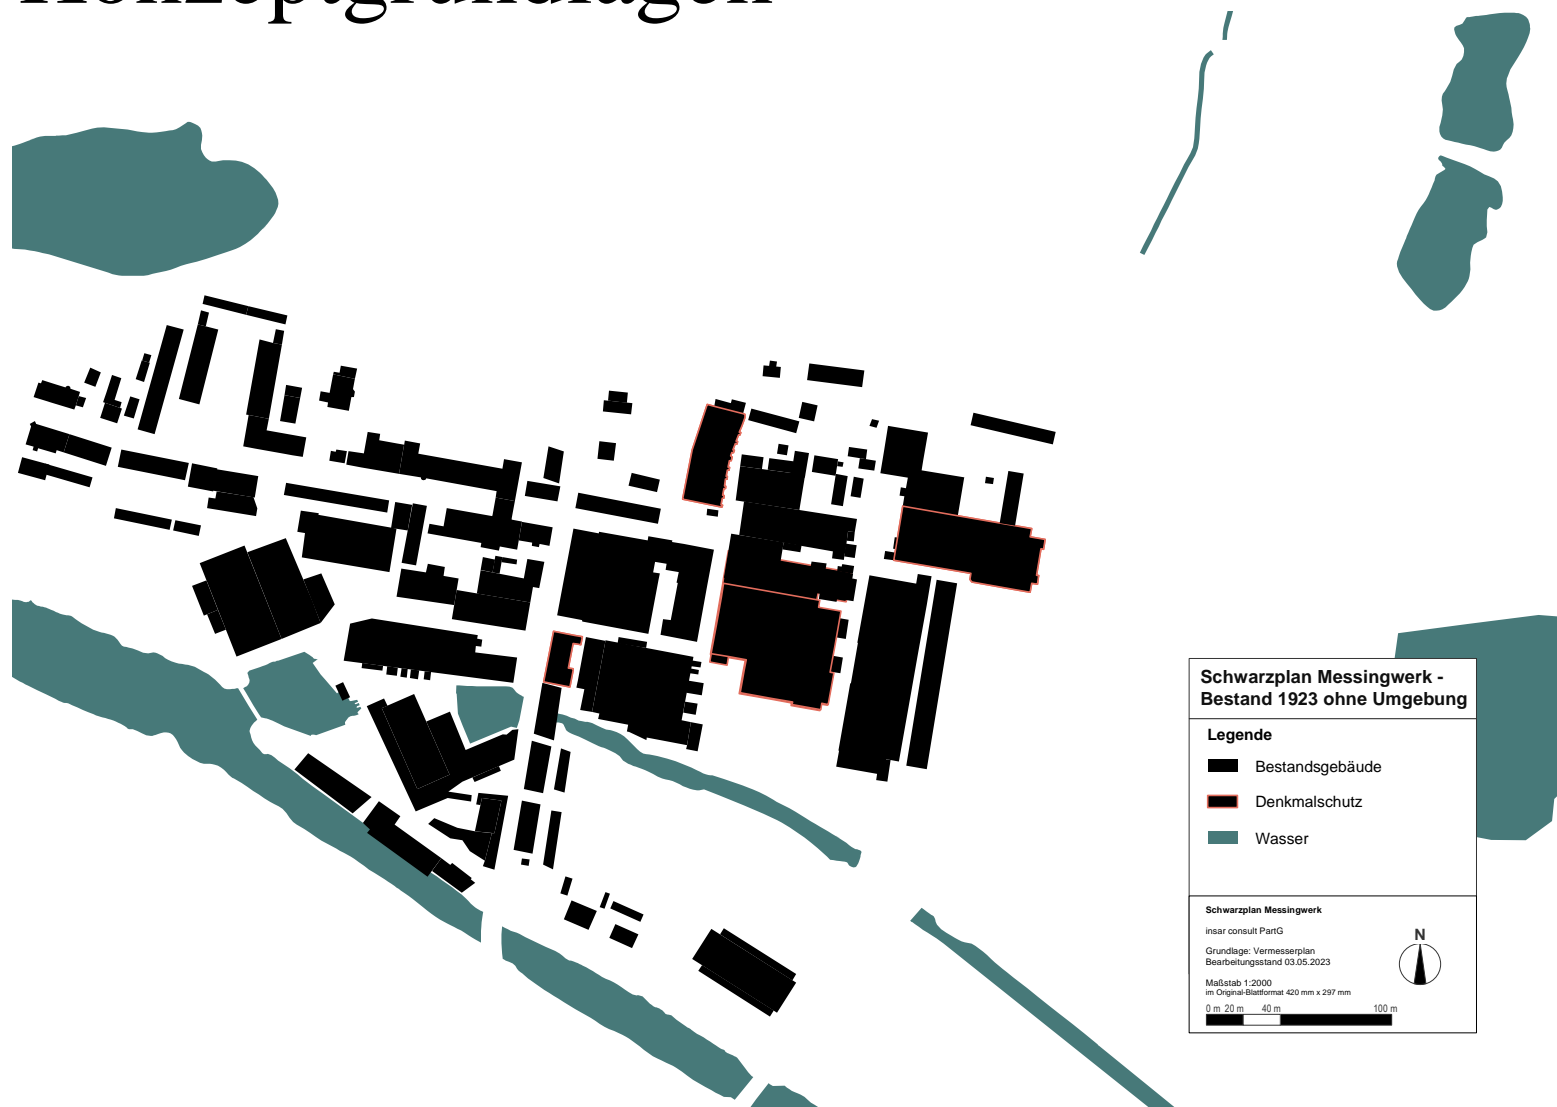 Konzeptgrundlagen
Schwarzplan Messingwerk -
Bestand 1923 ohne Umgebung
Legende
Bestandsgebäude
Denkmalschutz
Wasser
Schwarzplan Messingwerk
insar consult PartG
Grundlage: Vermesserplan
Bearbeitungsstand 03.05.2023
N
Maßstab 1:2000
im Original-Blattformat 420 mm x 297 mm
0 m 20 m 40 m 100 m